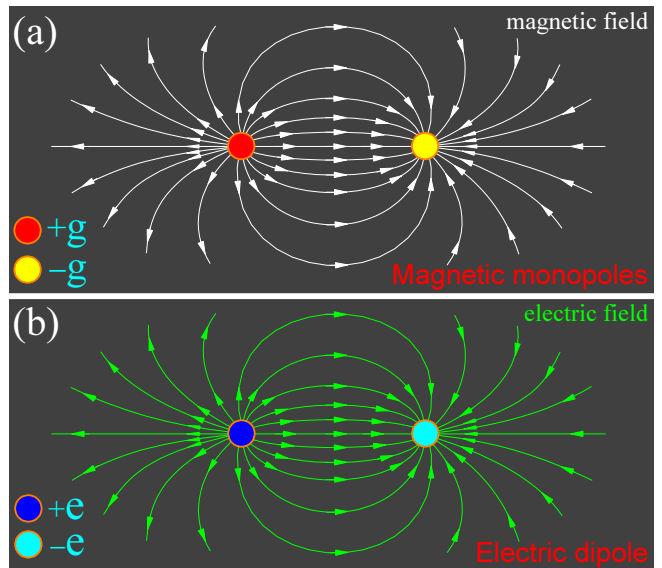 (a)
magnetic field
+g
−g
Magnetic monopoles
(b)
electric field
+e
−e
Electric dipole